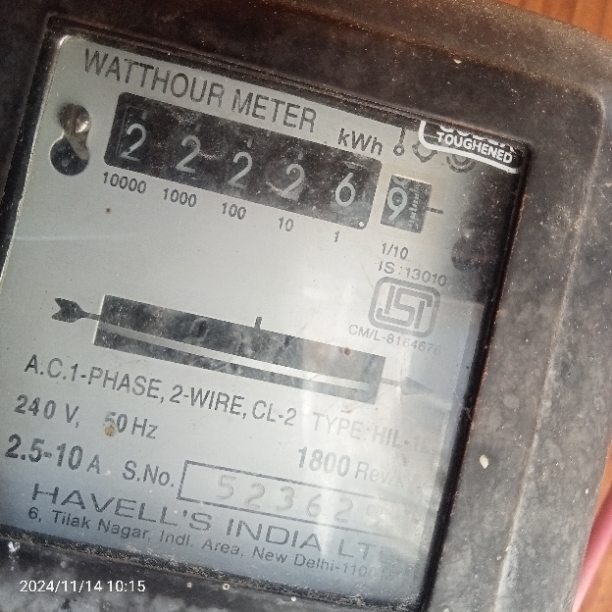 WATTHOUR METER kWh
TOUGHENED
2 2 2 2 6 9
10000 1000 100 10 1 1/10
IS:13010
ISI
CM/L-
A.C.1-PHASE, 2-WIRE, CL-2 TYPE:HIL-
240 V, 50 Hz 1800
2.5-10 A S.No. 52362
HAVELL'S INDIA
6, Tilak Nagar, Indl. Area, New Delhi-
2024/11/14 10:15